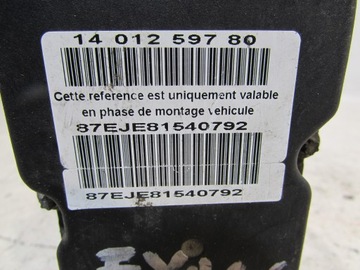 14 012 597 80
Cette reference est uniquement valable
en phase de montage vehicule
87EJE81540792
87EJE81540792